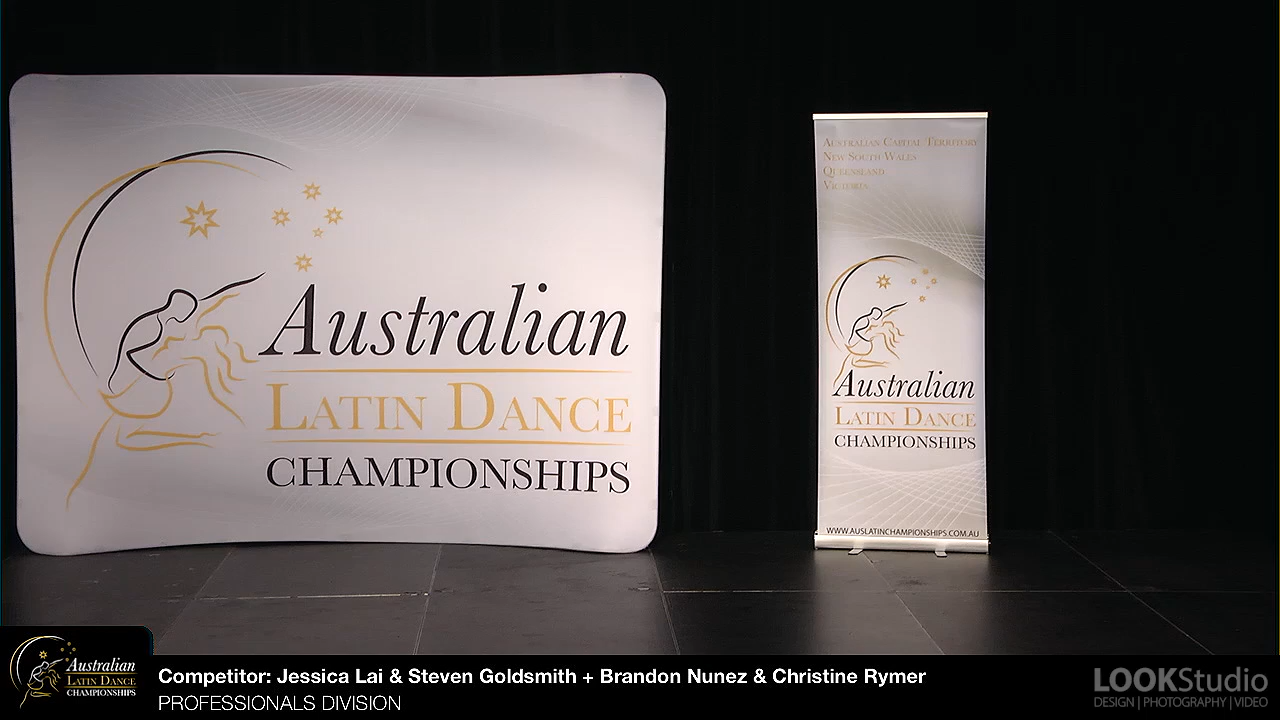 Australian
LATIN DANCE
CHAMPIONSHIPS
AUSTRALIAN CAPITAL TERRITORY
NEW SOUTH WALES
QUEENSLAND
VICTORIA
Australian
LATIN DANCE
CHAMPIONSHIPS
WWW.AUSLATINCHAMPIONSHIPS.COM.AU
Australian
LATIN DANCE
CHAMPIONSHIPS
Competitor: Jessica Lai & Steven Goldsmith + Brandon Nunez & Christine Rymer
PROFESSIONALS DIVISION
LOOKStudio
DESIGN | PHOTOGRAPHY | VIDEO